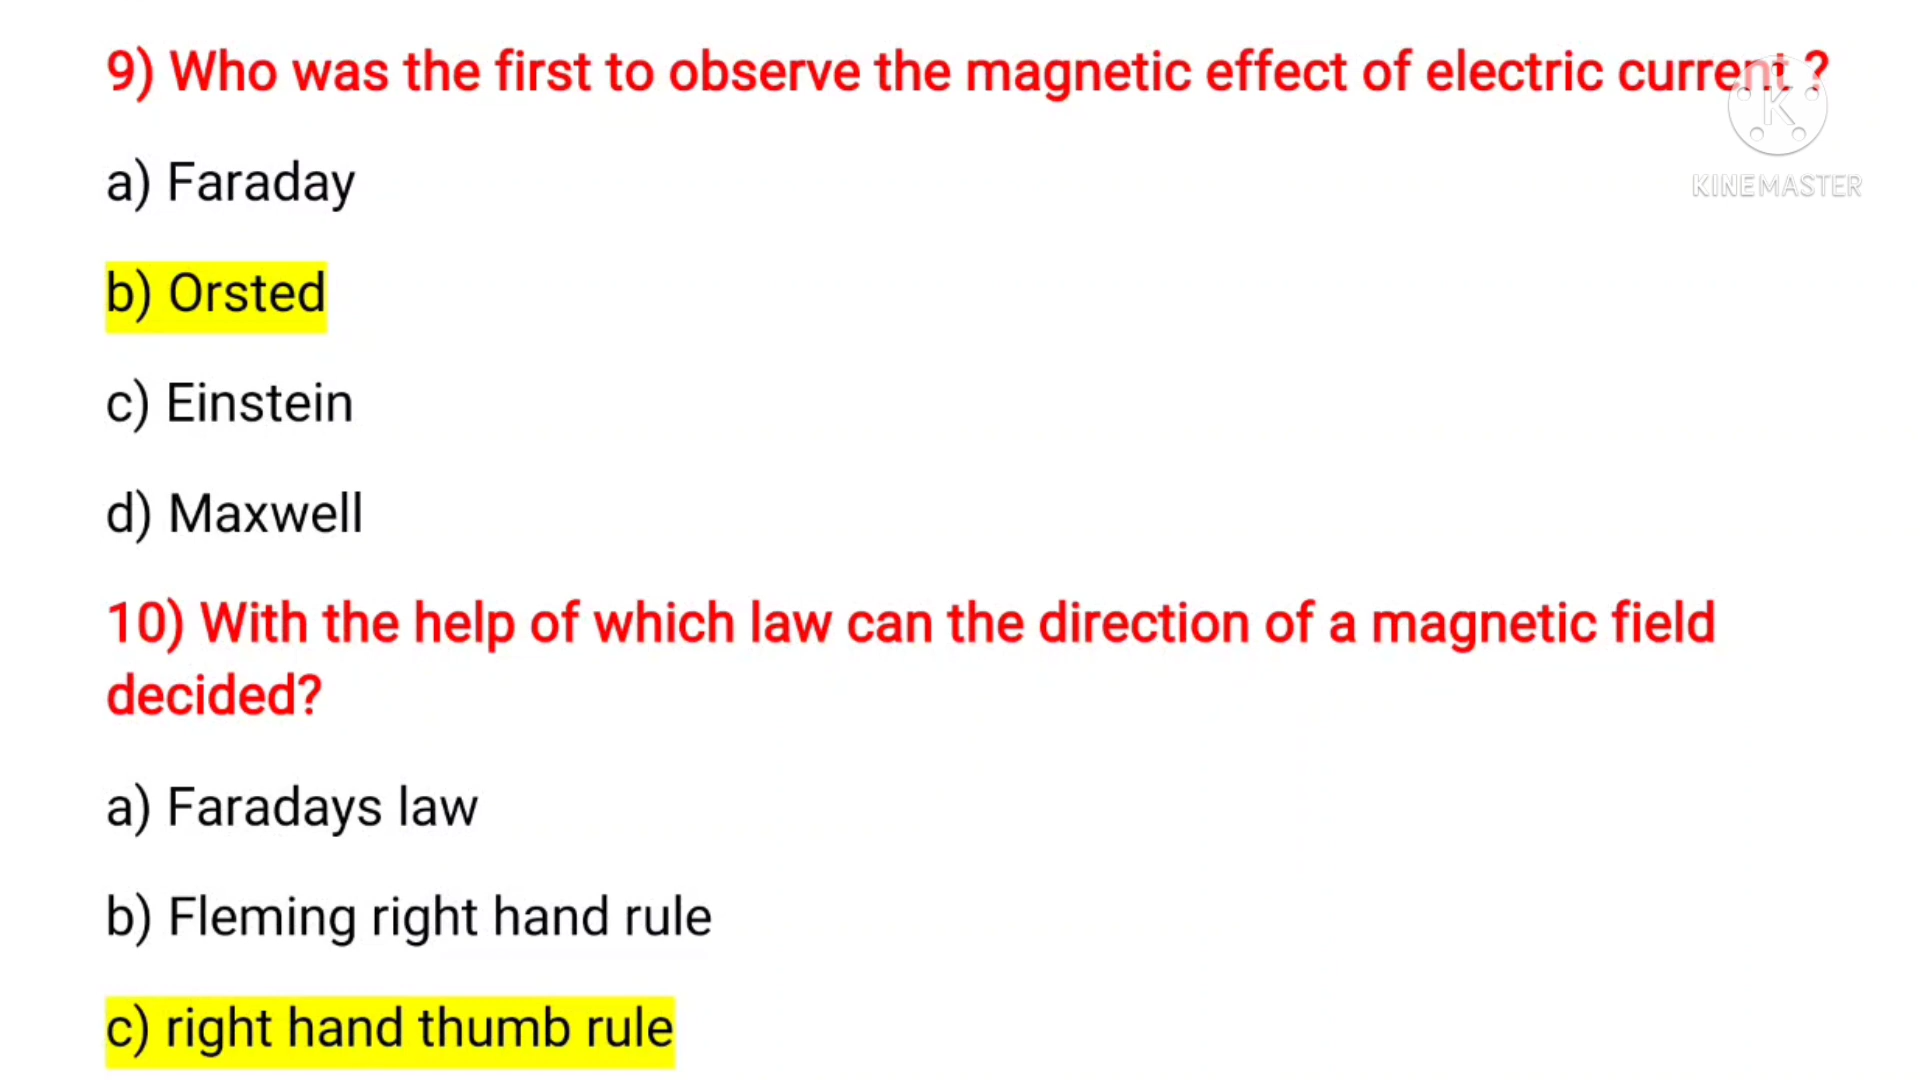 9) Who was the first to observe the magnetic effect of electric current ?
K
KINEMASTER
a) Faraday
b) Orsted
c) Einstein
d) Maxwell
10) With the help of which law can the direction of a magnetic field
decided?
a) Faradays law
b) Fleming right hand rule
c) right hand thumb rule